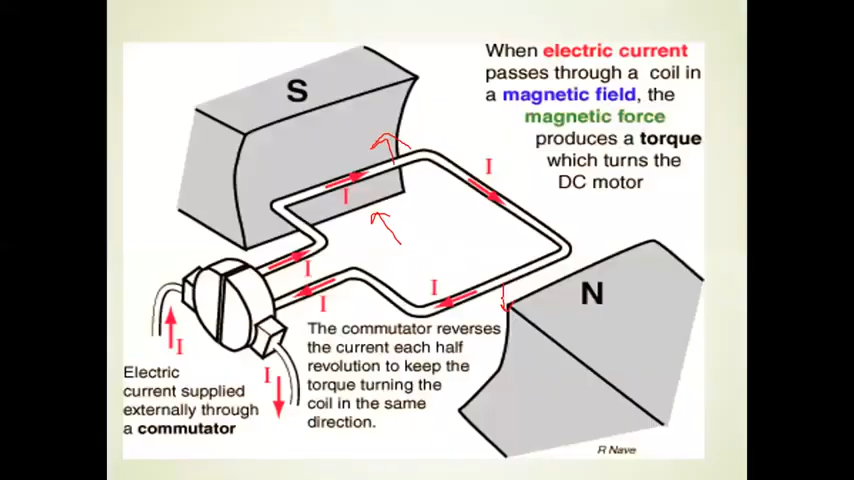 When electric current
passes through a coil in
a magnetic field, the
magnetic force
produces a torque
which turns the
DC motor
S
I
I
I
I
I
N
The commutator reverses
the current each half
revolution to keep the
torque turning the
coil in the same
direction.
I
I
Electric
current supplied
externally through
a commutator
R Nave